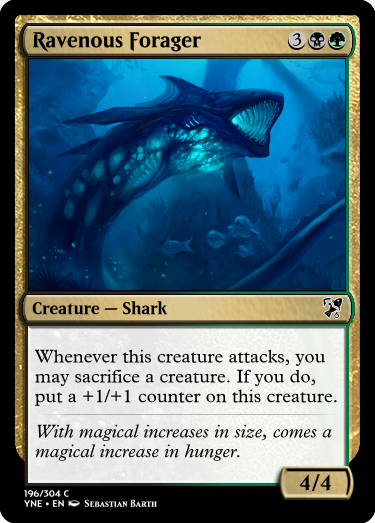 Ravenous Forager 3
Creature — Shark
Whenever this creature attacks, you
may sacrifice a creature. If you do,
put a +1/+1 counter on this creature.
With magical increases in size, comes a
magical increase in hunger.
4/4
196/304 C
YNE • EN Sebastian Barth